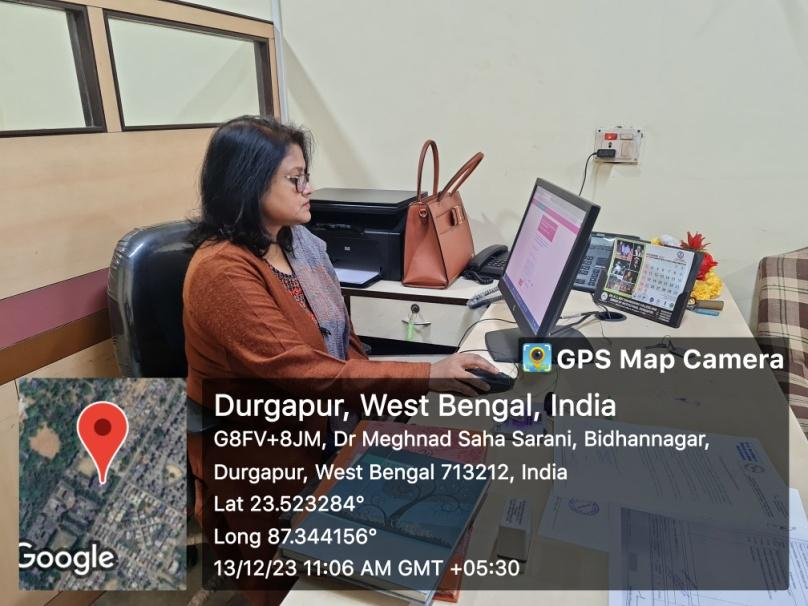 GPS Map Camera
Durgapur, West Bengal, India
G8FV+8JM, Dr Meghnad Saha Sarani, Bidhannagar,
Durgapur, West Bengal 713212, India
Lat 23.523284°
Long 87.344156°
13/12/23 11:06 AM GMT +05:30
Google